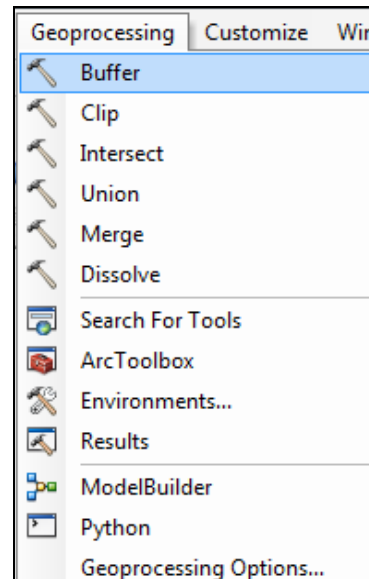 Geoprocessing Customize
Buffer
Clip
Intersect
Union
Merge
Dissolve
Search For Tools
ArcToolbox
Environments...
Results
ModelBuilder
Python
Geoprocessing Options...